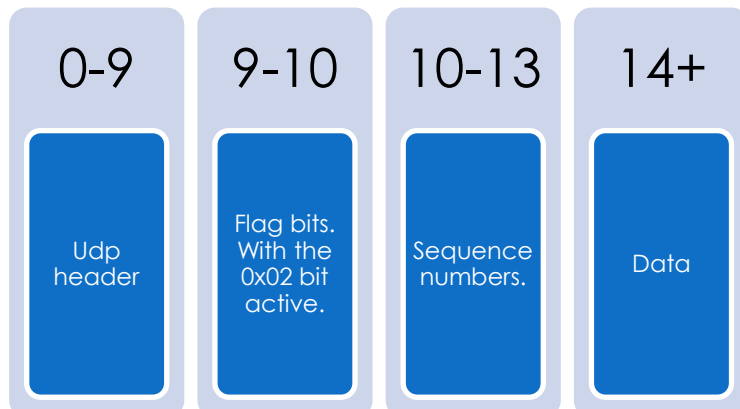 0-9
9-10
10-13
14+
Udp
header
Flag bits.
With the
0x02 bit
active.
Sequence
numbers.
Data